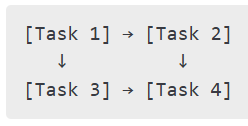 [Task 1] → [Task 2]
↓ ↓
[Task 3] → [Task 4]